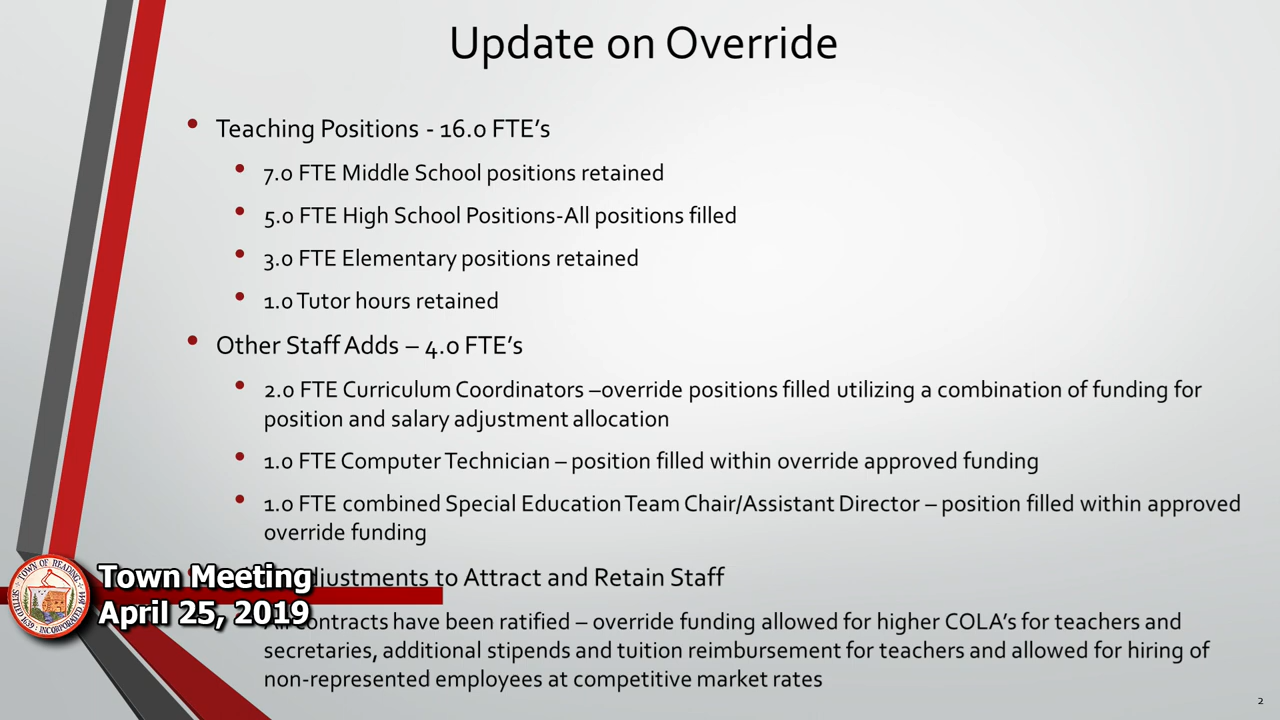 Update on Override
• Teaching Positions - 16.0 FTE’s
• 7.0 FTE Middle School positions retained
• 5.0 FTE High School Positions-All positions filled
• 3.0 FTE Elementary positions retained
• 1.0 Tutor hours retained
• Other Staff Adds – 4.0 FTE’s
• 2.0 FTE Curriculum Coordinators –override positions filled utilizing a combination of funding for
position and salary adjustment allocation
• 1.0 FTE Computer Technician – position filled within override approved funding
• 1.0 FTE combined Special Education Team Chair/Assistant Director – position filled within approved
override funding
to Attract and Retain Staff
contracts have been ratified – override funding allowed for higher COLA’s for teachers and
secretaries, additional stipends and tuition reimbursement for teachers and allowed for hiring of
non-represented employees at competitive market rates
Town Meeting
April 25, 2019
TOWN OF READING
2